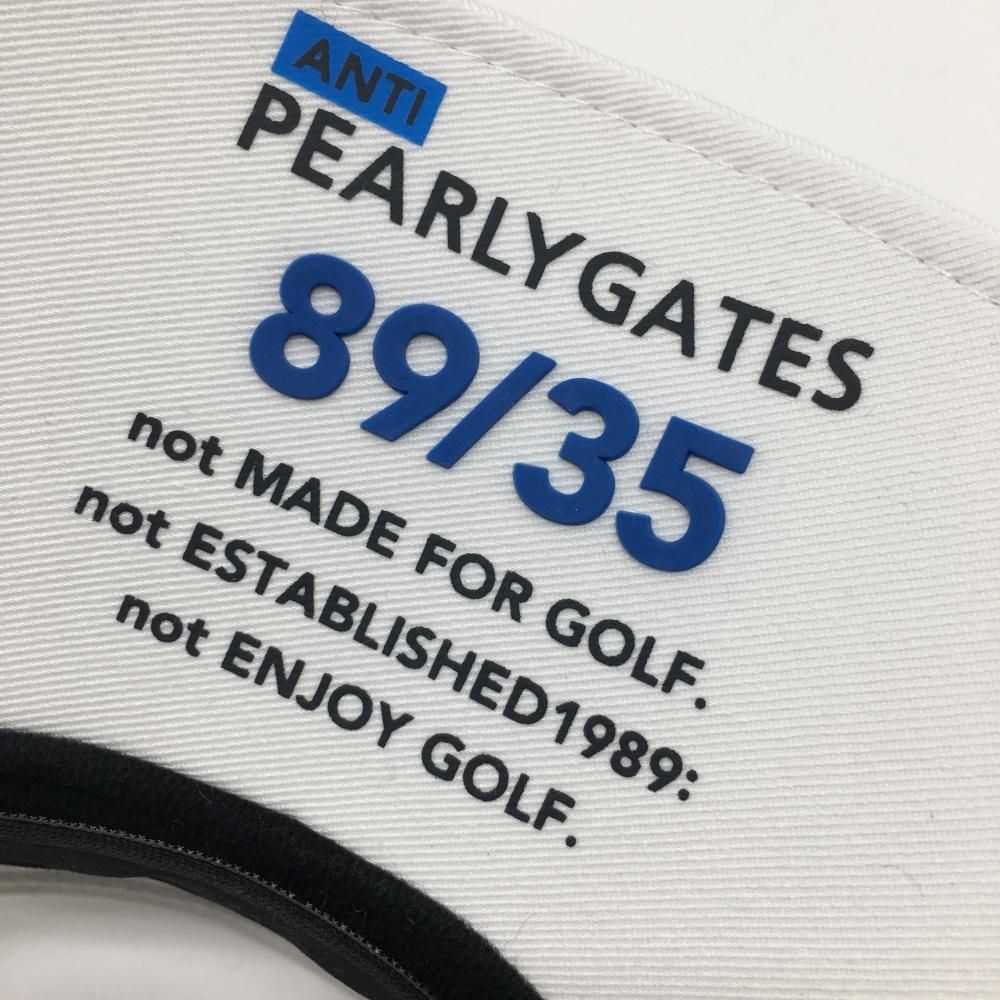 ANTI
PEARLY GATES
89/35
not MADE FOR GOLF.
not ESTABLISHED1989:
not ENJOY GOLF.